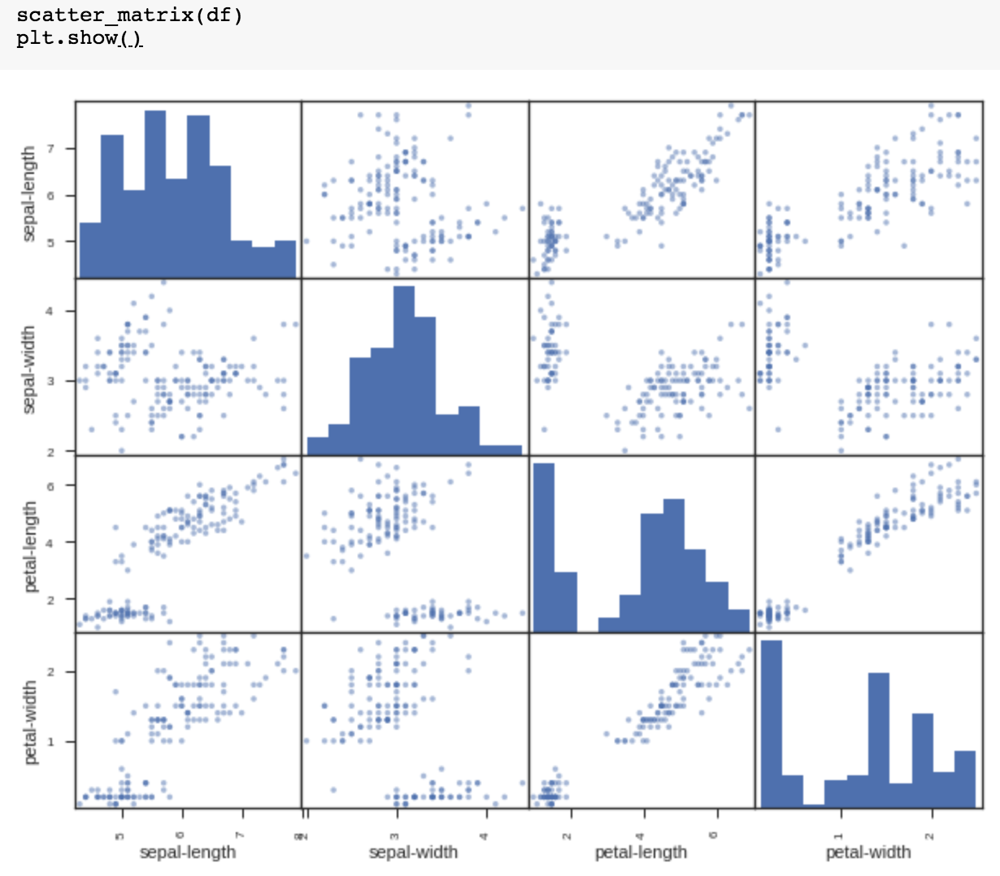 scatter_matrix(df)
plt.show()
sepal-length
7
6
5
sepal-width
4
3
2
petal-length
6
4
2
petal-width
2
1
5
6
7
8
2
3
4
2
4
6
1
2
sepal-length
sepal-width
petal-length
petal-width